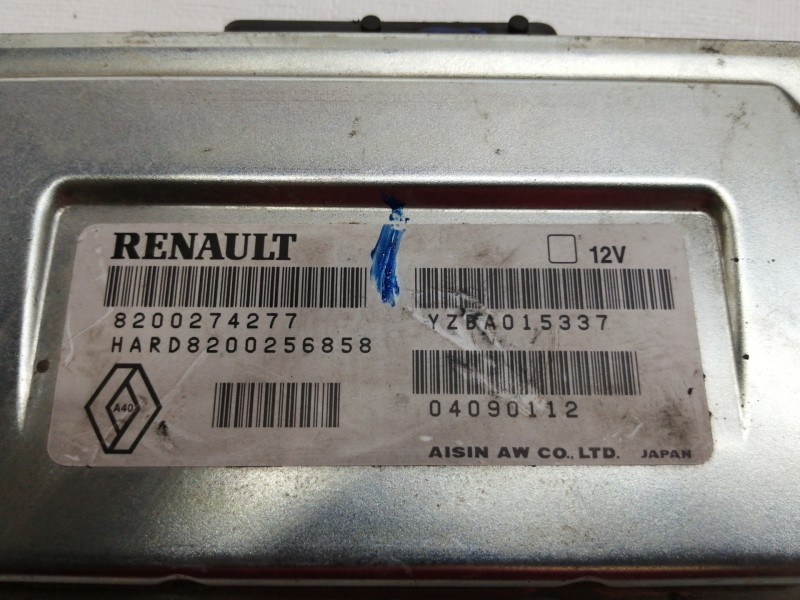 RENAULT
12V
8200274277
YZBA015337
HARD8200256858
A40
04090112
AISIN AW CO., LTD. JAPAN